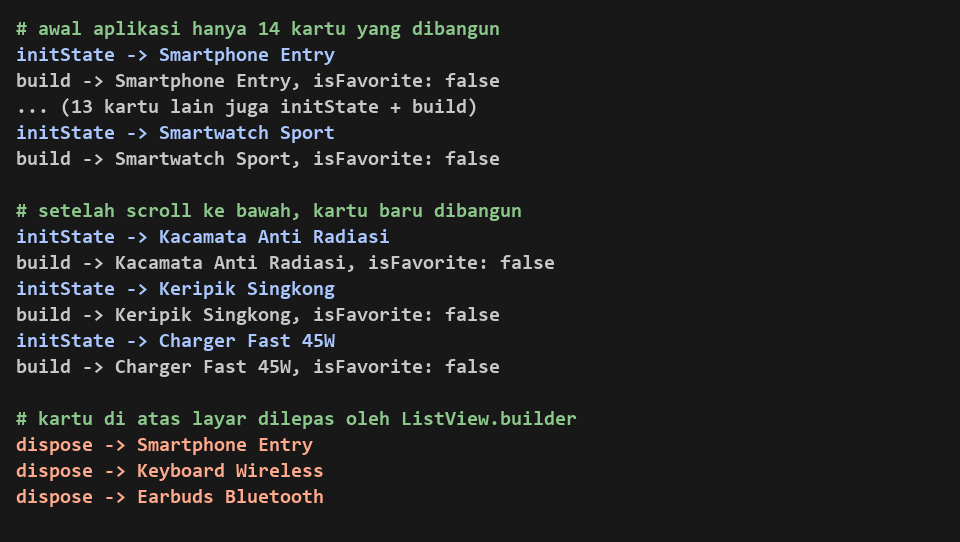 # awal aplikasi hanya 14 kartu yang dibangun
initState -> Smartphone Entry
build -> Smartphone Entry, isFavorite: false
... (13 kartu lain juga initState + build)
initState -> Smartwatch Sport
build -> Smartwatch Sport, isFavorite: false
# setelah scroll ke bawah, kartu baru dibangun
initState -> Kacamata Anti Radiasi
build -> Kacamata Anti Radiasi, isFavorite: false
initState -> Keripik Singkong
build -> Keripik Singkong, isFavorite: false
initState -> Charger Fast 45W
build -> Charger Fast 45W, isFavorite: false
# kartu di atas layar dilepas oleh ListView.builder
dispose -> Smartphone Entry
dispose -> Keyboard Wireless
dispose -> Earbuds Bluetooth